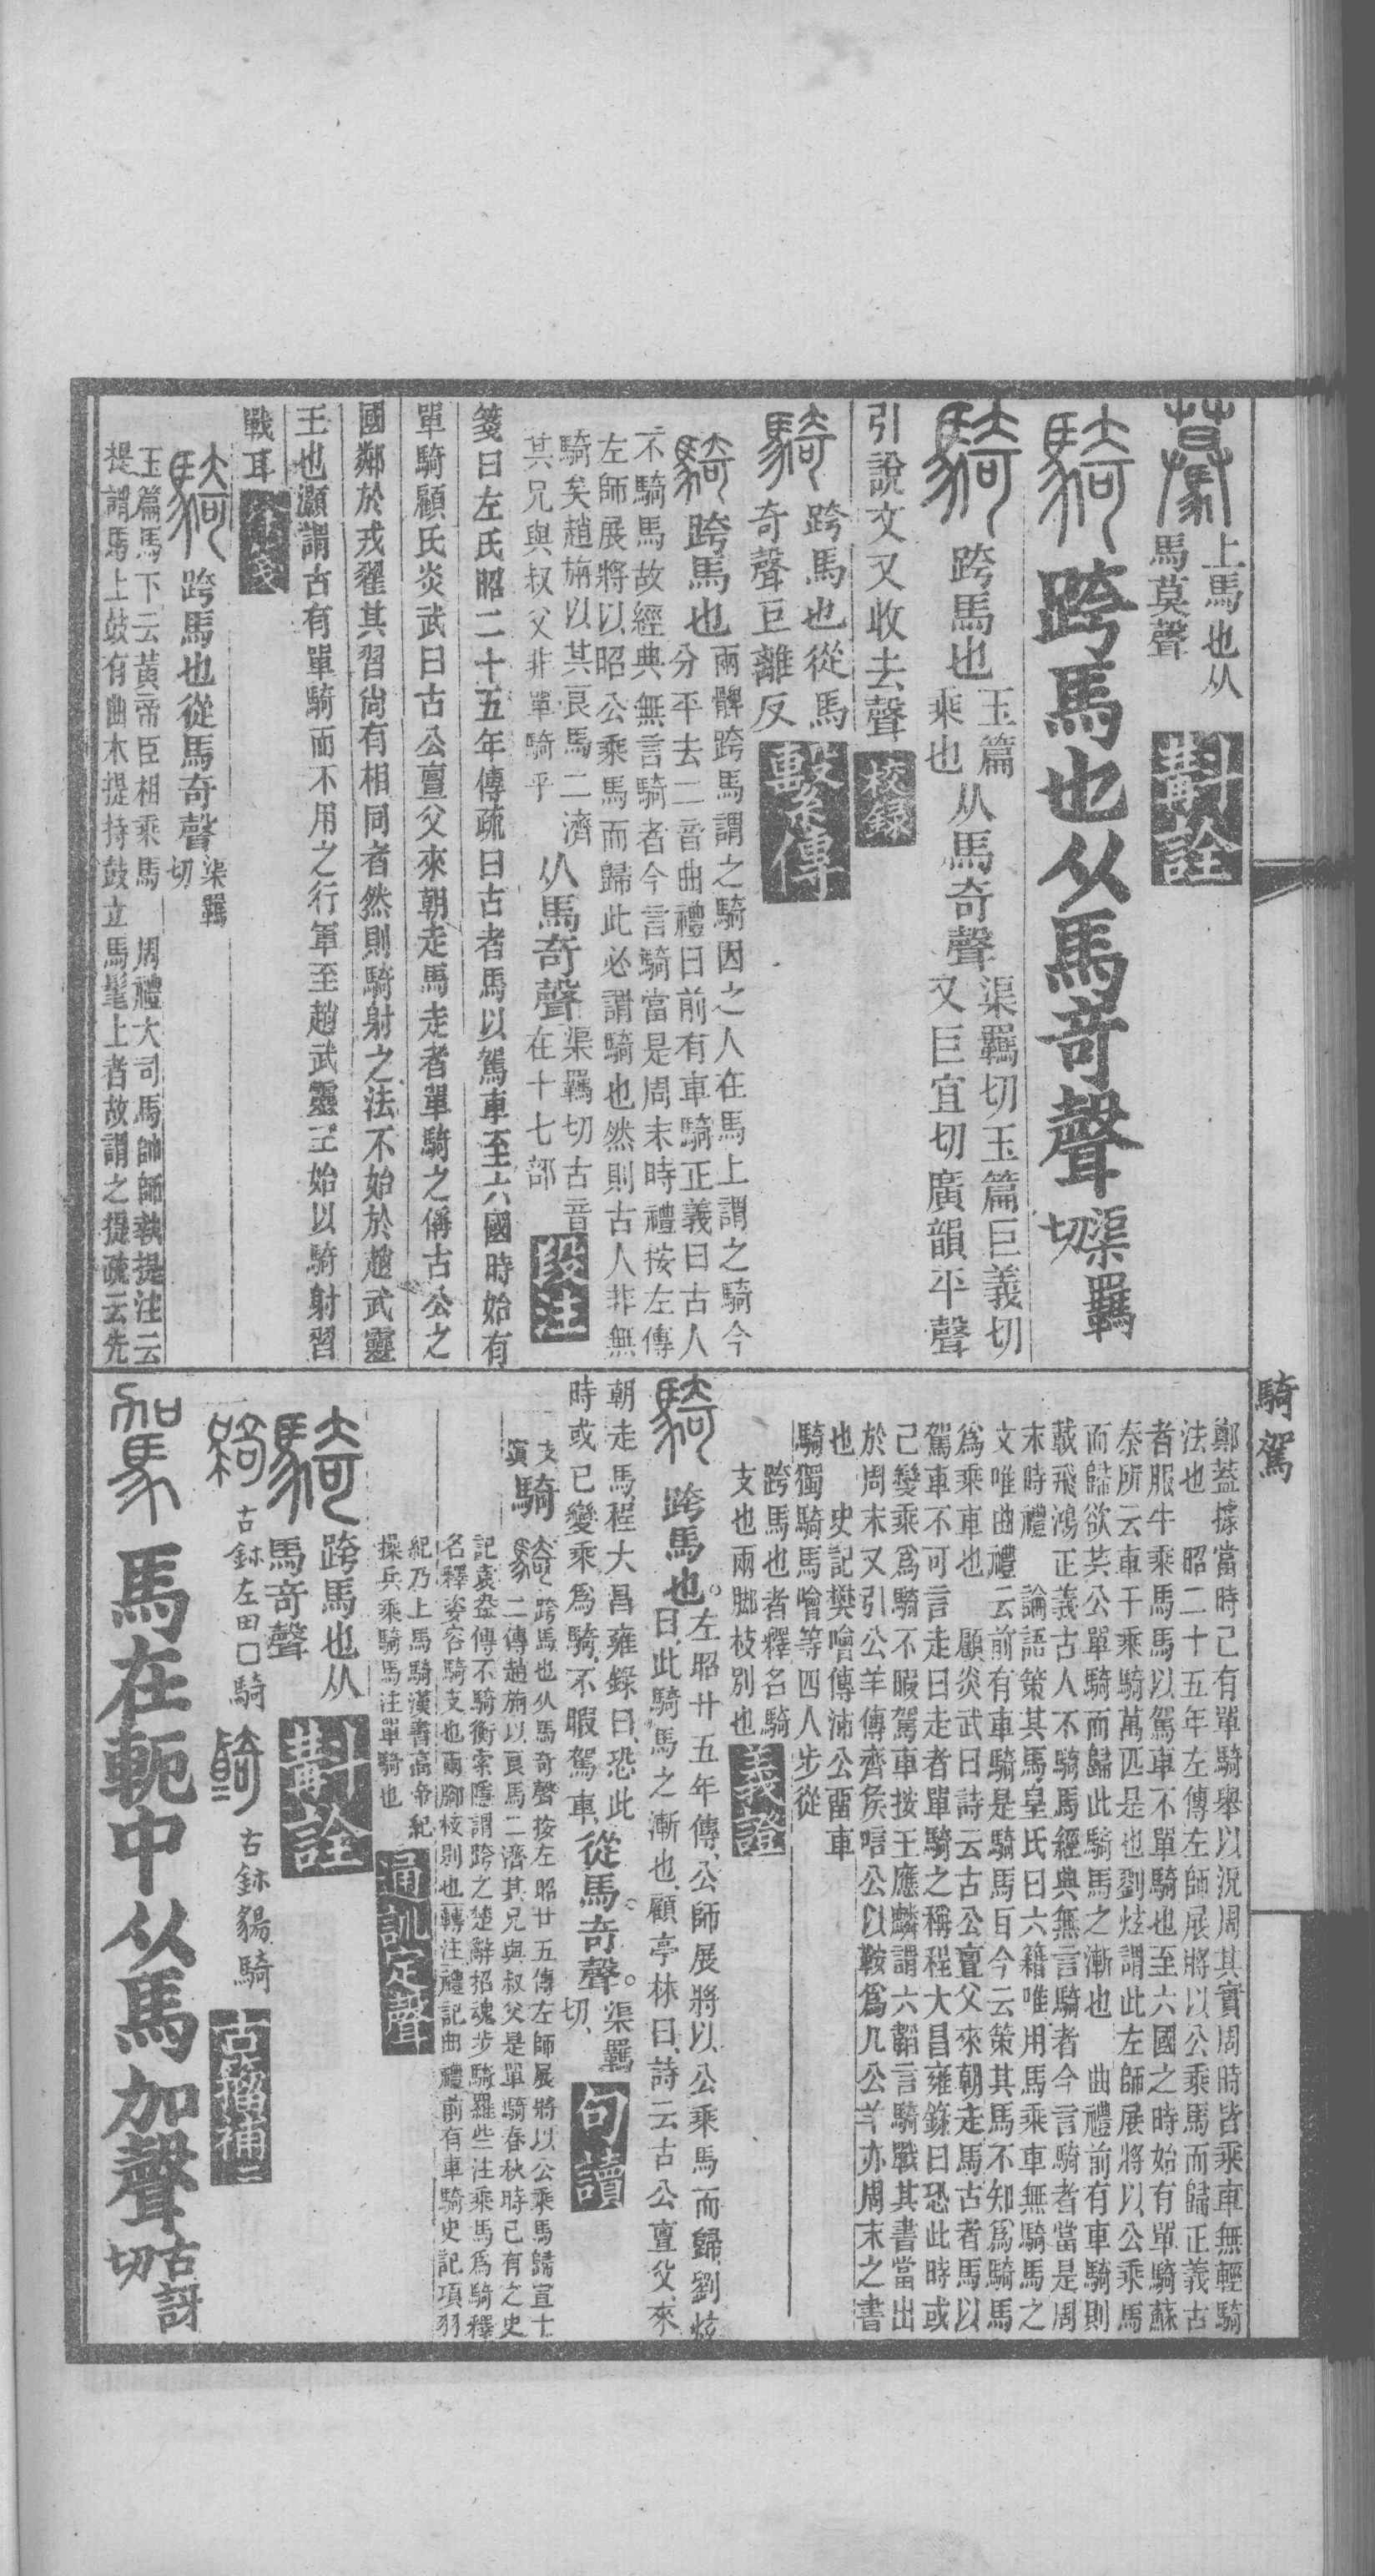 驀
上馬也从
馬莫聲
斠詮
騎
跨馬也从馬奇聲
渠羈
切
騎
跨馬也
玉篇
乘也
从馬奇聲
渠羈切玉篇巨義切
又巨宜切廣韻平聲
引說文又收去聲
校錄
騎
跨馬也從馬
奇聲巨離反
繫傳
騎
跨馬也
兩髀跨馬謂之騎因之人在馬上謂之騎今
分平去二音曲禮曰前有車騎正義曰古人
不騎馬故經典無言騎者今言騎當是周末時禮按左傳
左師展將以昭公乘馬而歸此必謂騎也然則古人非無
騎矣趙旃以其良馬二濟
其兄與叔父非單騎乎
从馬奇聲
渠羈切古音
在十七部
段注
箋曰左氏昭二十五年傳疏曰古者馬以駕車至六國時始有
單騎顧氏炎武曰古公亶父來朝走馬走者單騎之偁古公之
國鄰於戎翟其習尙有相同者然則騎射之法不始於趙武靈
王也灝謂古有單騎而不用之行軍至趙武靈王始以騎射習
戰耳
騎
跨馬也從馬奇聲
渠羈
切
玉篇馬下云黃帝臣相乘馬 周禮大司馬師帥執提注云
提謂馬上鼓有曲木提持鼓立馬髦上者故謂之提疏云先
騎駕
鄭蓋據當時已有單騎舉以況周其實周時皆乘車無輕騎
法也 昭二十五年左傳左師展將以公乘馬而歸正義古
者服牛乘馬馬以駕車不單騎也至六國之時始有單騎蘇
秦所云車千乘騎萬匹是也劉炫謂此左師展將以公乘馬
而歸欲共公單騎而歸此騎馬之漸也 曲禮前有車騎則
載飛鴻正義古人不騎馬經典無言騎者今言騎者當是周
末時禮 論語策其馬皇氏曰六籍唯用馬乘車無騎馬之
文唯曲禮云前有車騎是騎馬百今云策其馬不知爲騎馬
爲乘車也 顧炎武曰詩云古公亶父來朝走馬古者馬以
駕車不可言走曰走者單騎之稱程大昌雍錄曰恐此時或
已變乘爲騎不暇駕車按王應麟謂六韜言騎戰其書當出
於周末又引公羊傳齊侯唁公以鞍爲几公羊亦周末之書
也 史記樊噲傳沛公畱車
騎獨騎馬噲等四人步從
跨馬也者釋名騎
支也兩脚枝別也
義證
騎
跨馬也。
左昭廿五年傳、公師展將以公乘馬而歸、劉炫
曰、此騎馬之漸也、顧亭林曰、詩云古公亶父、來
朝走馬、程大昌雍錄曰、恐此
時或已變乘爲騎、不暇駕車、
從馬。奇聲。
渠羈
切、
句讀
騎
跨馬也从馬奇聲按左昭廿五傳左師展將以公乘馬歸宣十
二傳趙旃以良馬二濟其兄與叔父是單騎春秋時已有之史
記袁盎傳不騎衡索隱謂跨之楚辭招魂步騎羅些注乘馬爲騎釋
名釋姿容騎支也兩腳枝別也轉注禮記曲禮前有車騎史記項羽
紀乃上馬騎漢書高帝紀
操兵乘騎馬注單騎也
通訓定聲
騎
跨馬也从
馬奇聲
斠詮
古鉥左田□騎
古鉥騎
古籀補二
駕
馬在軛中从馬加聲
古訝
切